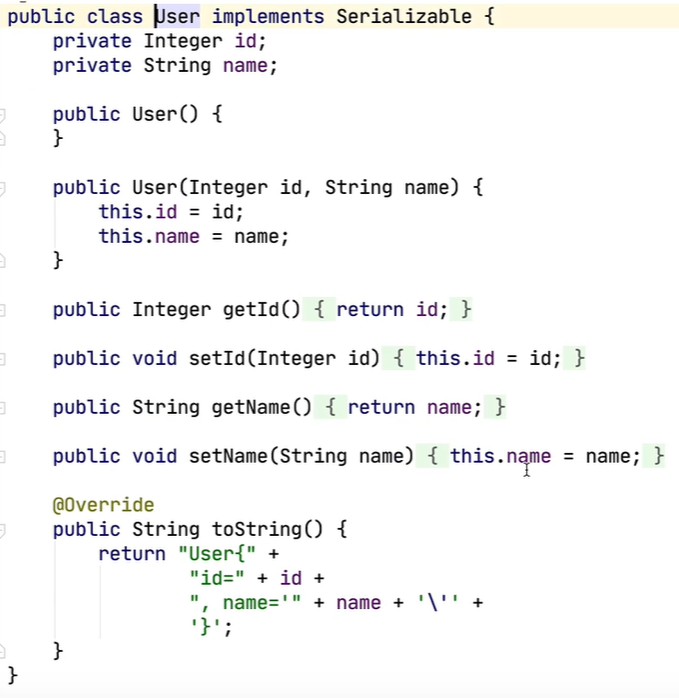 public class User implements Serializable {
    private Integer id;
    private String name;

    public User() {
    }

    public User(Integer id, String name) {
        this.id = id;
        this.name = name;
    }

    public Integer getId() { return id; }

    public void setId(Integer id) { this.id = id; }

    public String getName() { return name; }

    public void setName(String name) { this.name = name; }

    @Override
    public String toString() {
        return "User{" +
                "id=" + id +
                ", name='" + name + '\'' +
                '}';
    }
}